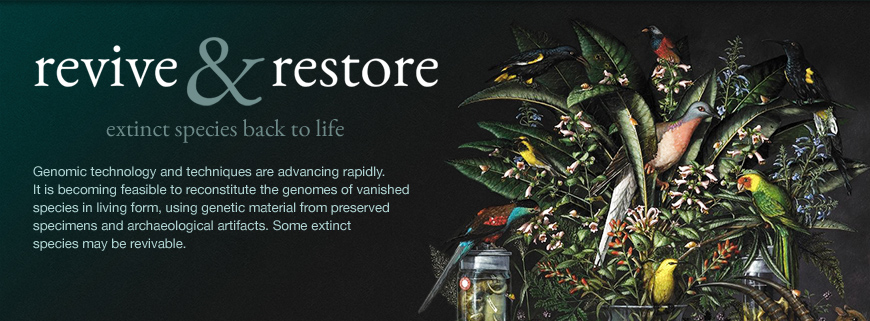 revive & restore
extinct species back to life
Genomic technology and techniques are advancing rapidly.
It is becoming feasible to reconstitute the genomes of vanished
species in living form, using genetic material from preserved
specimens and archaeological artifacts. Some extinct
species may be revivable.